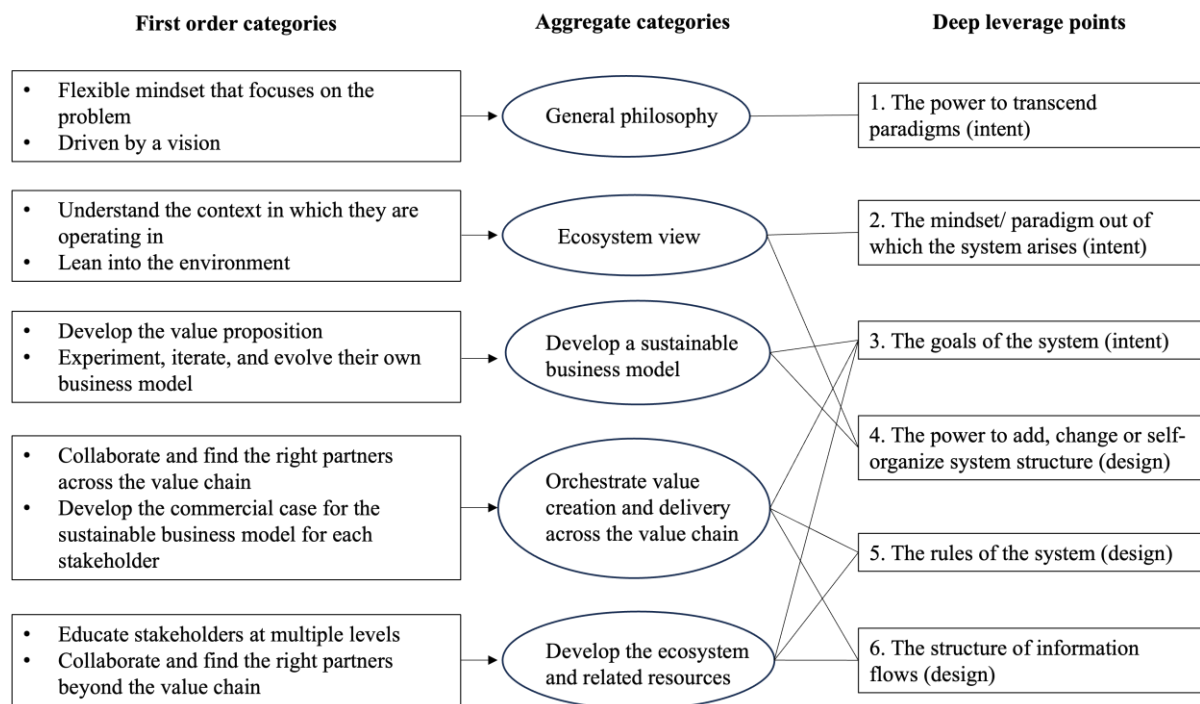 First order categories
Aggregate categories
Deep leverage points
• Flexible mindset that focuses on the
problem
• Driven by a vision
General philosophy
1. The power to transcend
paradigms (intent)
• Understand the context in which they are
operating in
• Lean into the environment
Ecosystem view
2. The mindset/ paradigm out of
which the system arises (intent)
• Develop the value proposition
• Experiment, iterate, and evolve their own
business model
Develop a sustainable
business model
3. The goals of the system (intent)
• Collaborate and find the right partners
across the value chain
• Develop the commercial case for the
sustainable business model for each
stakeholder
Orchestrate value
creation and delivery
across the value chain
4. The power to add, change or self-
organize system structure (design)
5. The rules of the system (design)
• Educate stakeholders at multiple levels
• Collaborate and find the right partners
beyond the value chain
Develop the ecosystem
and related resources
6. The structure of information
flows (design)